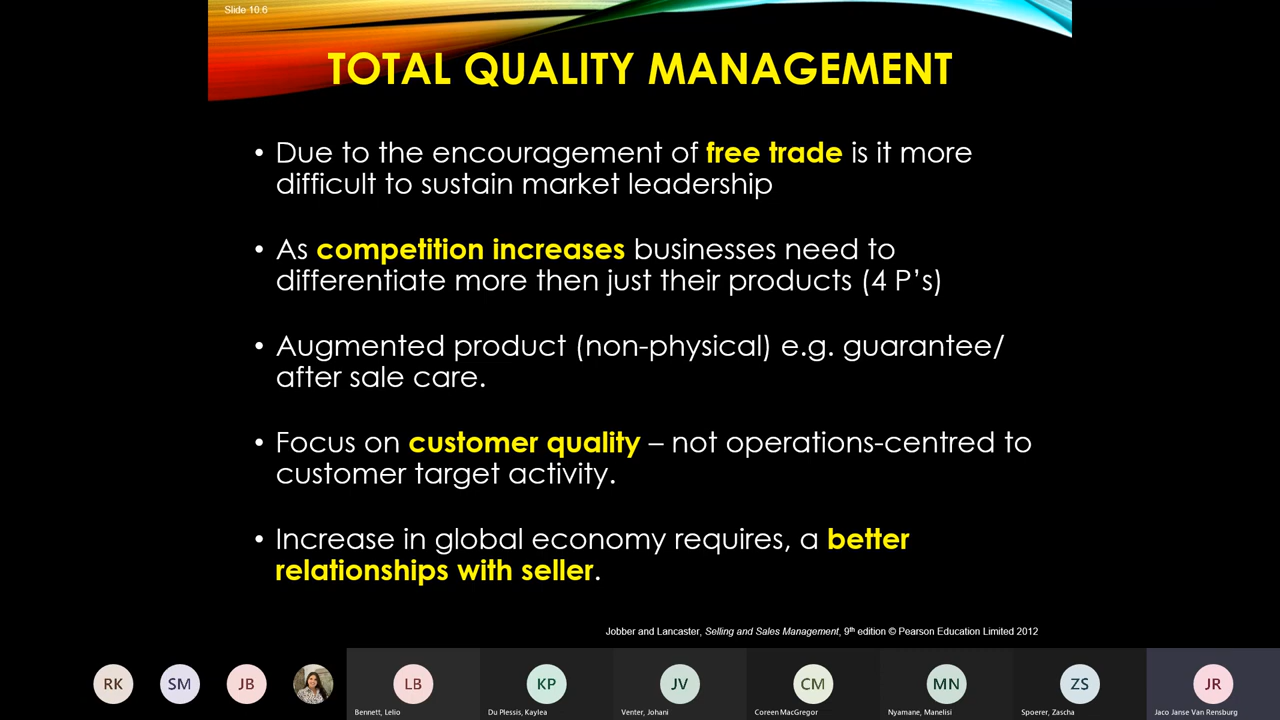 Slide 10.6
TOTAL QUALITY MANAGEMENT
• Due to the encouragement of free trade is it more
difficult to sustain market leadership
• As competition increases businesses need to
differentiate more then just their products (4 P's)
• Augmented product (non-physical) e.g. guarantee/
after sale care.
• Focus on customer quality – not operations-centred to
customer target activity.
• Increase in global economy requires, a better
relationships with seller.
Jobber and Lancaster, Selling and Sales Management, 9th edition © Pearson Education Limited 2012
RK SM JB LB KP JV CM MN ZS JR
Bennett, Lelio Du Plessis, Kaylea Venter, Johani Coreen MacGregor Nyamane, Manelisi Spoerer, Zascha Jaco Janse Van Rensburg